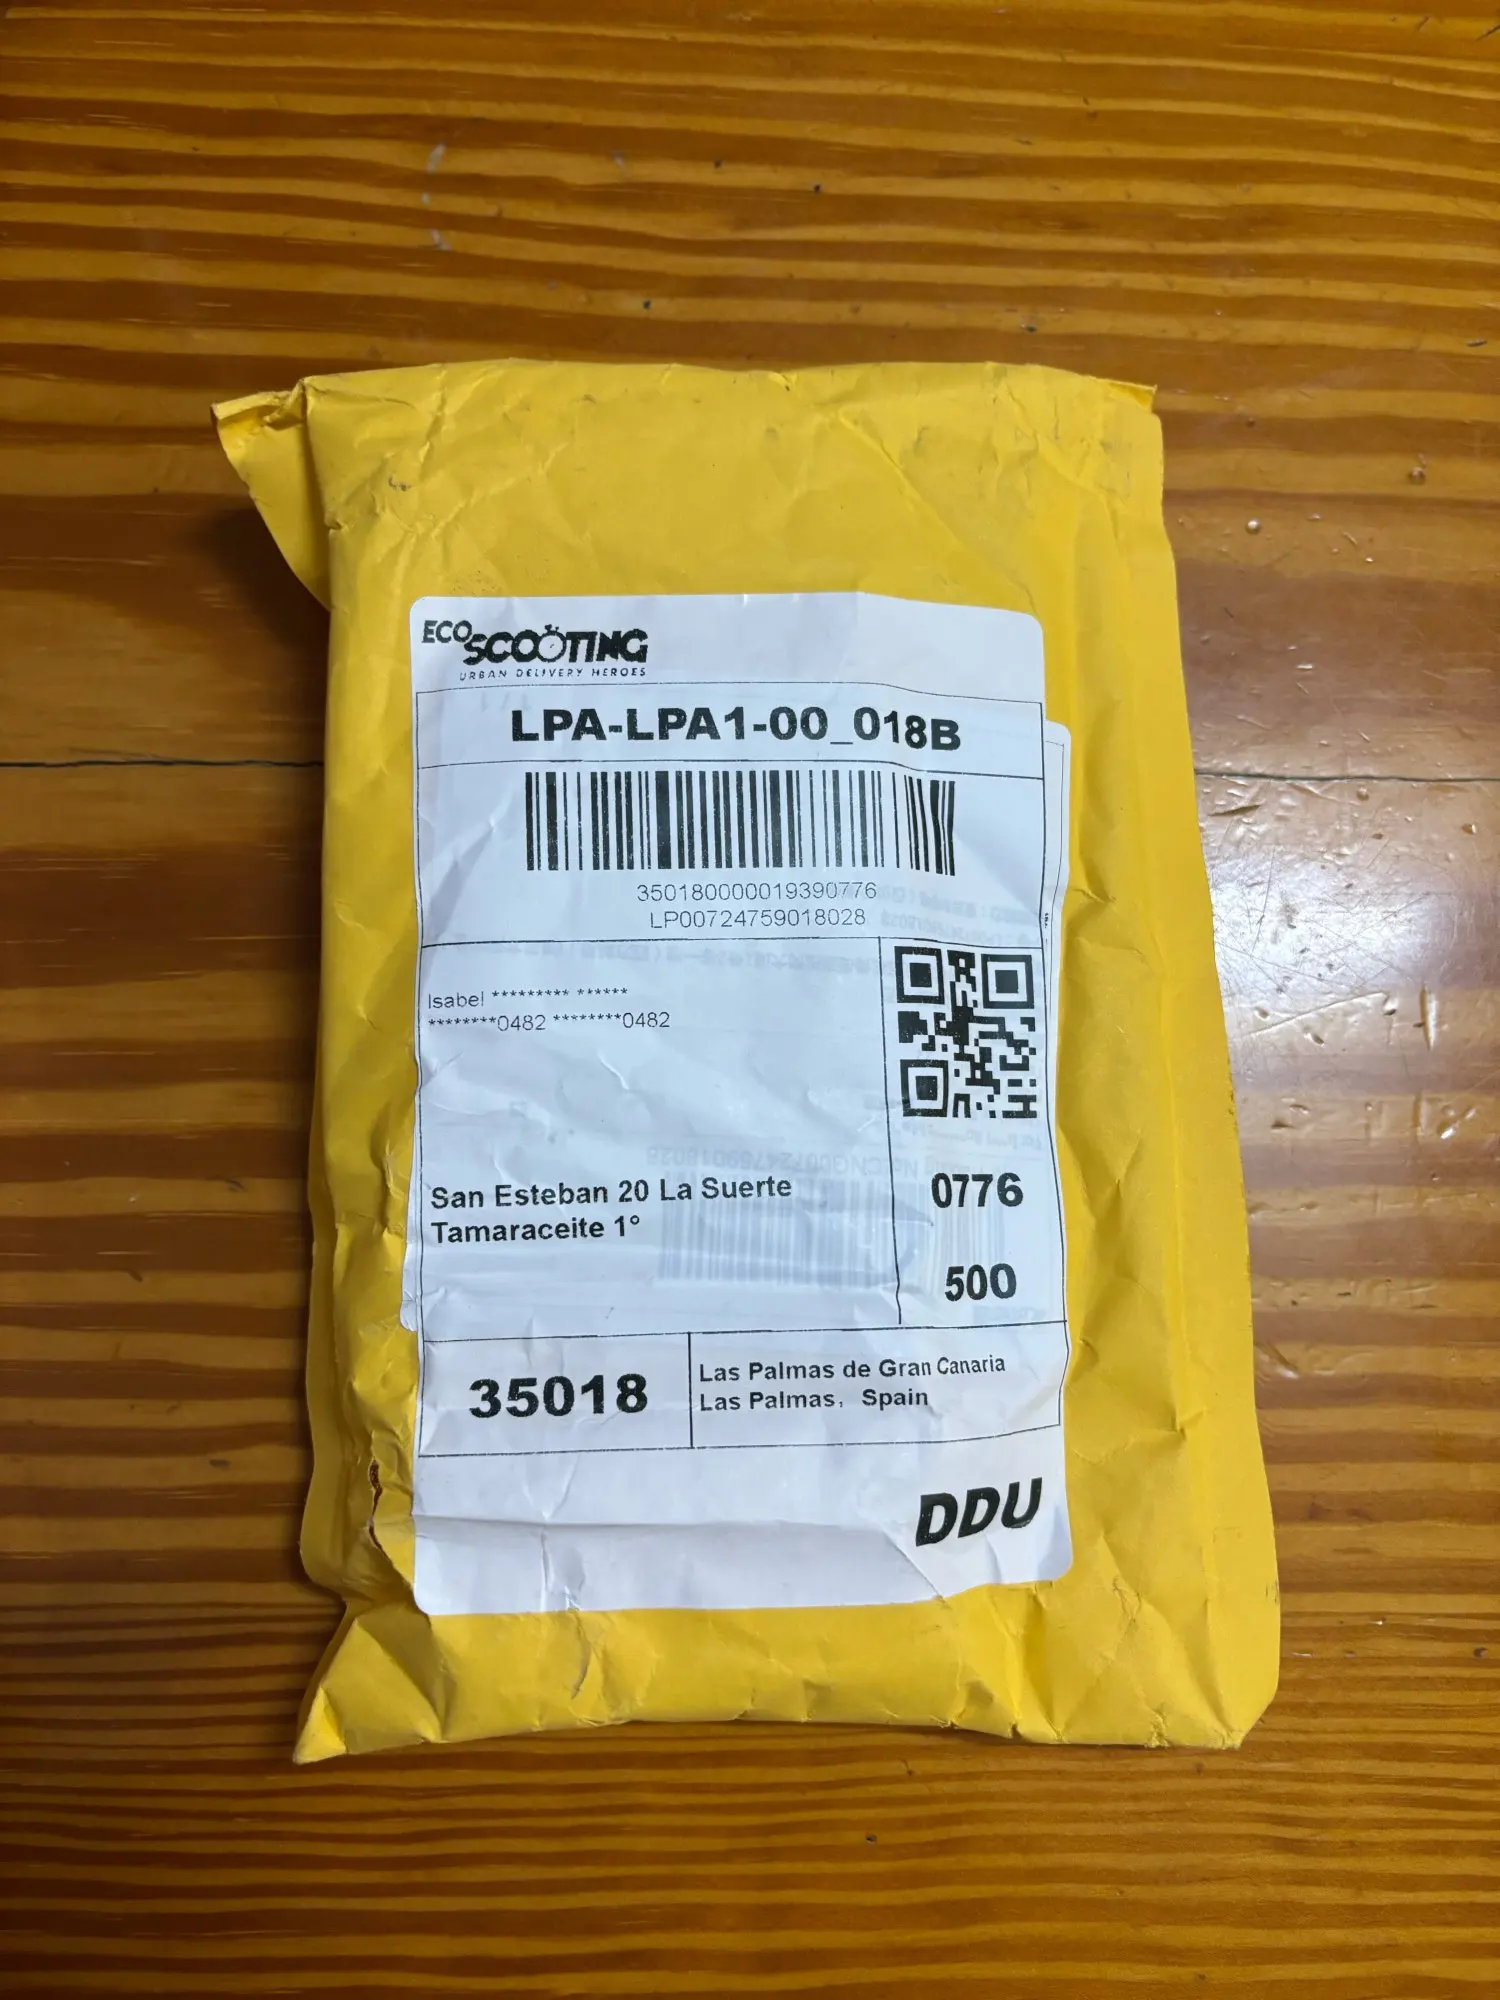 ECO SCOOTING
URBAN DELIVERY HEROES
LPA-LPA1-00_018B
350180000019390776
LP00724759018028
Isabel ********* ******
********0482 ********0482
San Esteban 20 La Suerte
Tamaraceite 1°
0776
500
35018
Las Palmas de Gran Canaria
Las Palmas, Spain
DDU